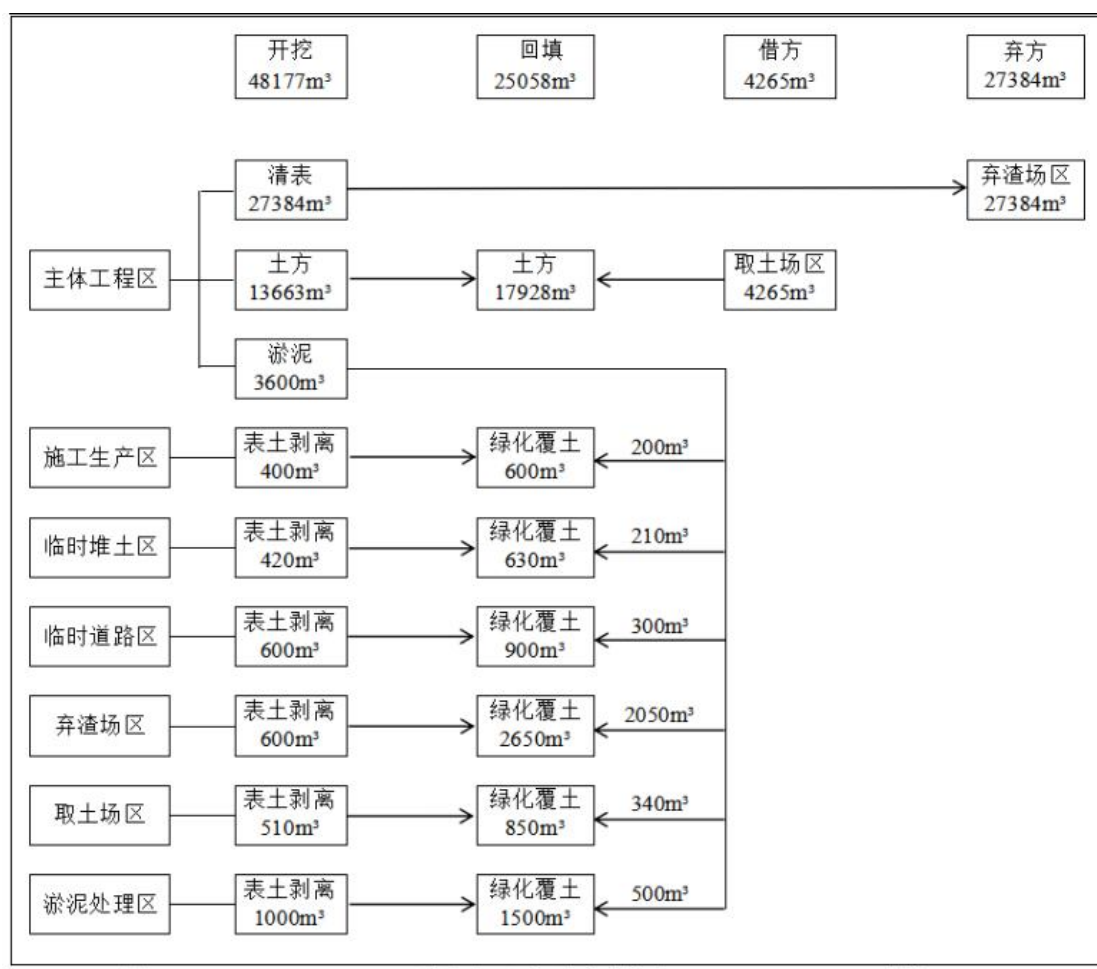 开挖
48177m³
回填
25058m³
借方
4265m³
弃方
27384m³
清表
27384m³
弃渣场区
27384m³
主体工程区
土方
13663m³
土方
17928m³
取土场区
4265m³
淤泥
3600m³
施工生产区
表土剥离
400m³
绿化覆土
600m³
200m³
临时堆土区
表土剥离
420m³
绿化覆土
630m³
210m³
临时道路区
表土剥离
600m³
绿化覆土
900m³
300m³
弃渣场区
表土剥离
600m³
绿化覆土
2650m³
2050m³
取土场区
表土剥离
510m³
绿化覆土
850m³
340m³
淤泥处理区
表土剥离
1000m³
绿化覆土
1500m³
500m³